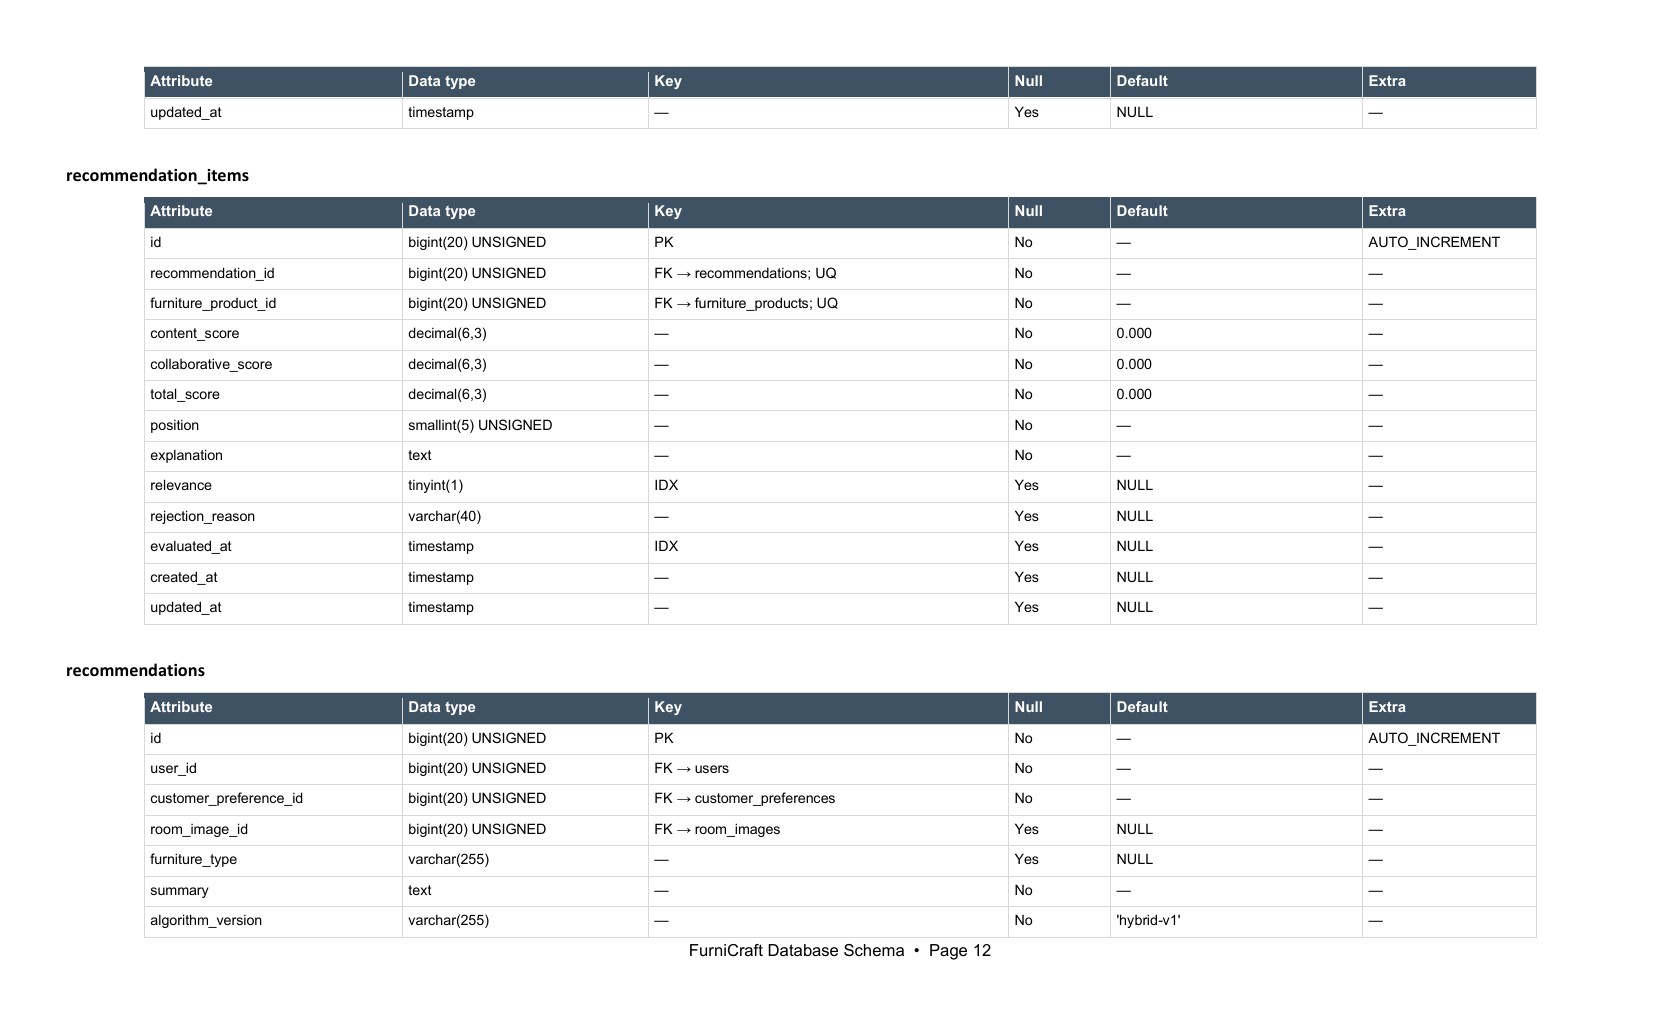 Attribute Data type Key Null Default Extra
updated_at timestamp — Yes NULL —
recommendation_items
Attribute Data type Key Null Default Extra
id bigint(20) UNSIGNED PK No — AUTO_INCREMENT
recommendation_id bigint(20) UNSIGNED FK → recommendations; UQ No — —
furniture_product_id bigint(20) UNSIGNED FK → furniture_products; UQ No — —
content_score decimal(6,3) — No 0.000 —
collaborative_score decimal(6,3) — No 0.000 —
total_score decimal(6,3) — No 0.000 —
position smallint(5) UNSIGNED — No — —
explanation text — No — —
relevance tinyint(1) IDX Yes NULL —
rejection_reason varchar(40) — Yes NULL —
evaluated_at timestamp IDX Yes NULL —
created_at timestamp — Yes NULL —
updated_at timestamp — Yes NULL —
recommendations
Attribute Data type Key Null Default Extra
id bigint(20) UNSIGNED PK No — AUTO_INCREMENT
user_id bigint(20) UNSIGNED FK → users No — —
customer_preference_id bigint(20) UNSIGNED FK → customer_preferences No — —
room_image_id bigint(20) UNSIGNED FK → room_images Yes NULL —
furniture_type varchar(255) — Yes NULL —
summary text — No — —
algorithm_version varchar(255) — No 'hybrid-v1' —
FurniCraft Database Schema • Page 12